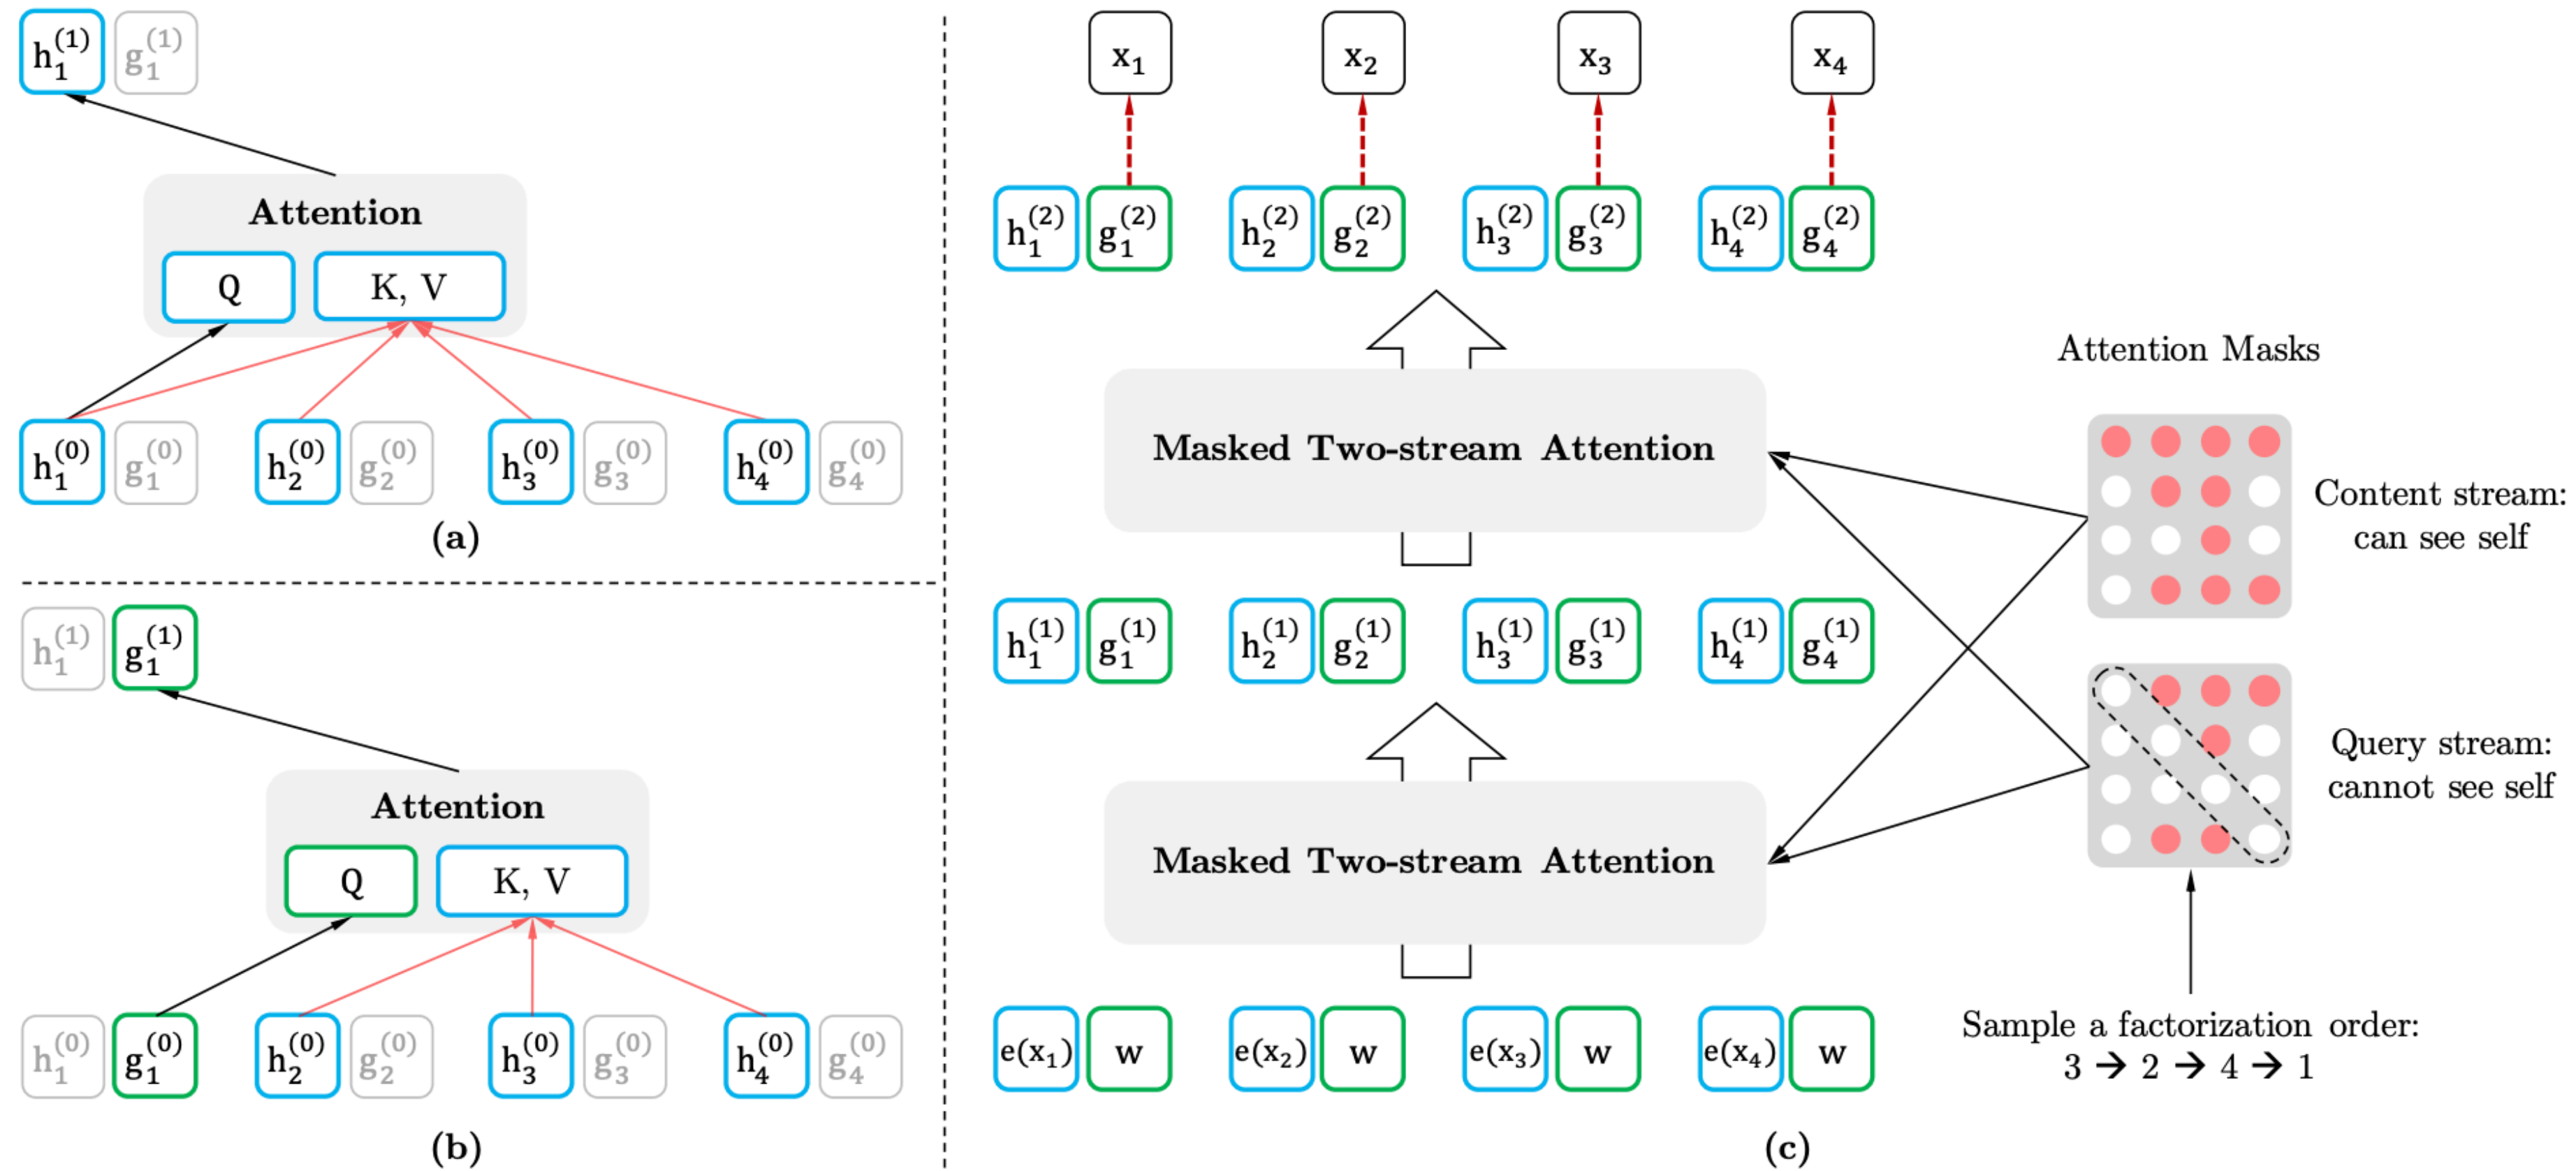 h₁⁽¹⁾ g₁⁽¹⁾
Attention
Q K, V
h₁⁽⁰⁾ g₁⁽⁰⁾ h₂⁽⁰⁾ g₂⁽⁰⁾ h₃⁽⁰⁾ g₃⁽⁰⁾ h₄⁽⁰⁾ g₄⁽⁰⁾
(a)
h₁⁽¹⁾ g₁⁽¹⁾
Attention
Q K, V
h₁⁽⁰⁾ g₁⁽⁰⁾ h₂⁽⁰⁾ g₂⁽⁰⁾ h₃⁽⁰⁾ g₃⁽⁰⁾ h₄⁽⁰⁾ g₄⁽⁰⁾
(b)
x₁ x₂ x₃ x₄
h₁⁽²⁾ g₁⁽²⁾ h₂⁽²⁾ g₂⁽²⁾ h₃⁽²⁾ g₃⁽²⁾ h₄⁽²⁾ g₄⁽²⁾
Masked Two-stream Attention
h₁⁽¹⁾ g₁⁽¹⁾ h₂⁽¹⁾ g₂⁽¹⁾ h₃⁽¹⁾ g₃⁽¹⁾ h₄⁽¹⁾ g₄⁽¹⁾
Masked Two-stream Attention
e(x₁) w e(x₂) w e(x₃) w e(x₄) w
(c)
Attention Masks
Content stream:
can see self
Query stream:
cannot see self
Sample a factorization order:
3 → 2 → 4 → 1